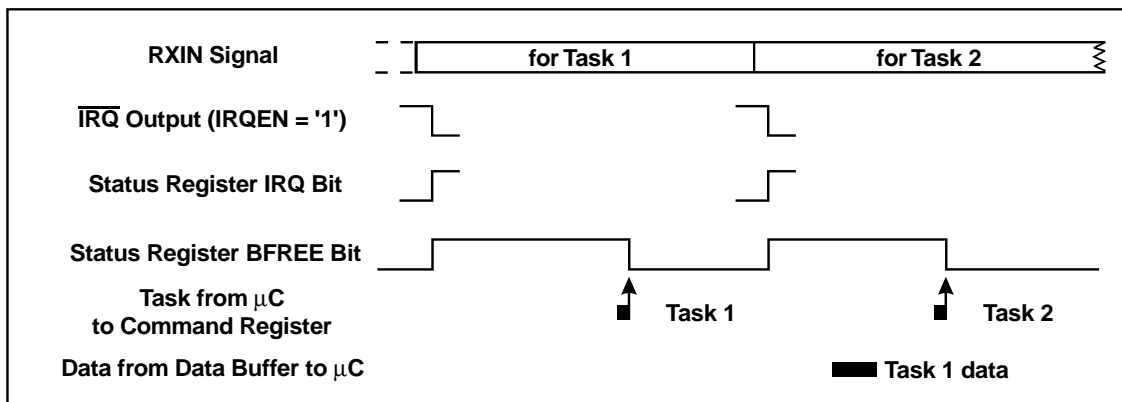 RXIN Signal for Task 1 for Task 2
IRQ Output (IRQEN = '1')
Status Register IRQ Bit
Status Register BFREE Bit
Task from μC
to Command Register Task 1 Task 2
Data from Data Buffer to μC Task 1 data